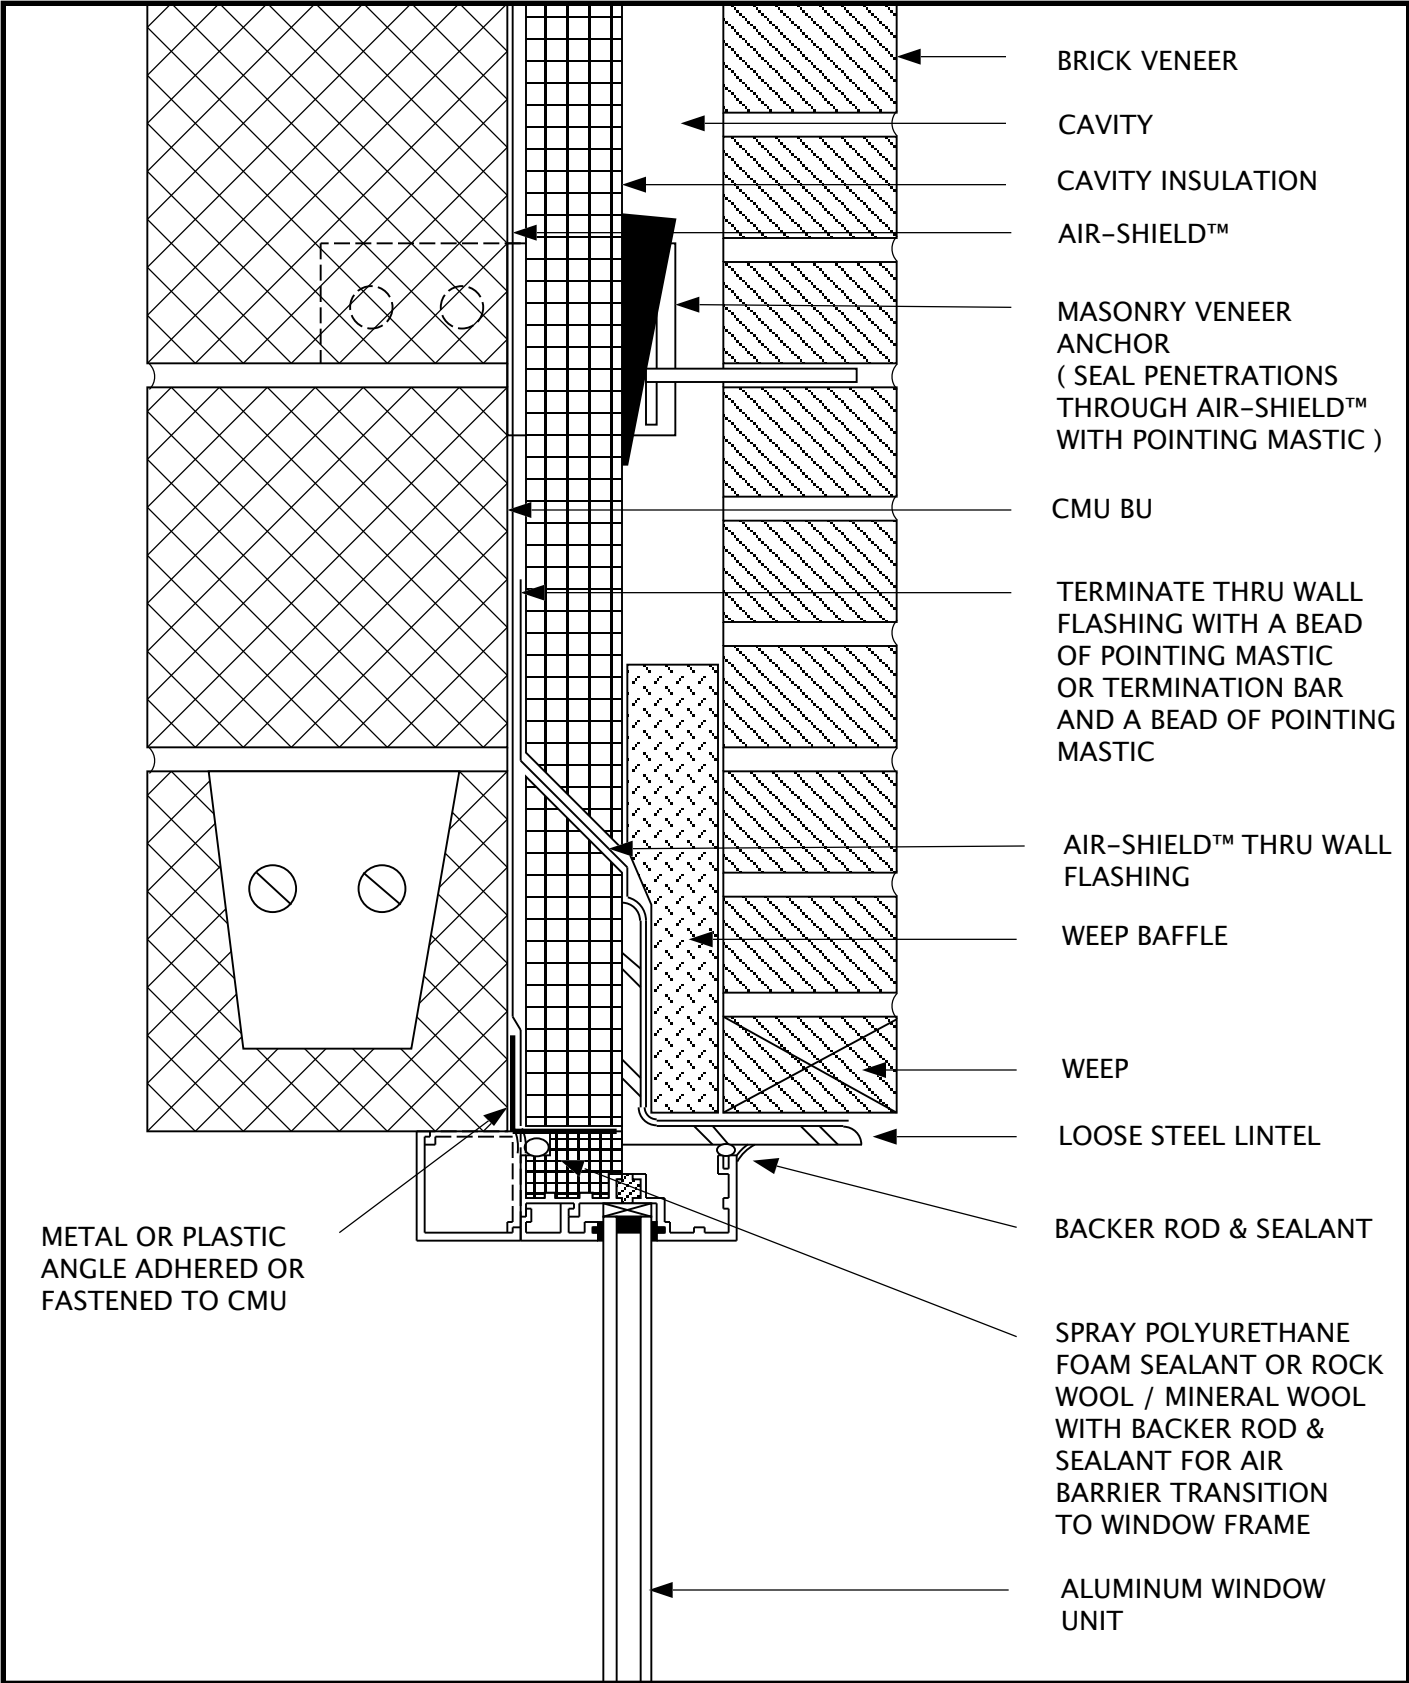 BRICK VENEER
CAVITY
CAVITY INSULATION
AIR–SHIELD™
MASONRY VENEER
ANCHOR
( SEAL PENETRATIONS
THROUGH AIR–SHIELD™
WITH POINTING MASTIC )
CMU BU
TERMINATE THRU WALL
FLASHING WITH A BEAD
OF POINTING MASTIC
OR TERMINATION BAR
AND A BEAD OF POINTING
MASTIC
AIR–SHIELD™ THRU WALL
FLASHING
WEEP BAFFLE
WEEP
LOOSE STEEL LINTEL
BACKER ROD & SEALANT
METAL OR PLASTIC
ANGLE ADHERED OR
FASTENED TO CMU
SPRAY POLYURETHANE
FOAM SEALANT OR ROCK
WOOL / MINERAL WOOL
WITH BACKER ROD &
SEALANT FOR AIR
BARRIER TRANSITION
TO WINDOW FRAME
ALUMINUM WINDOW
UNIT